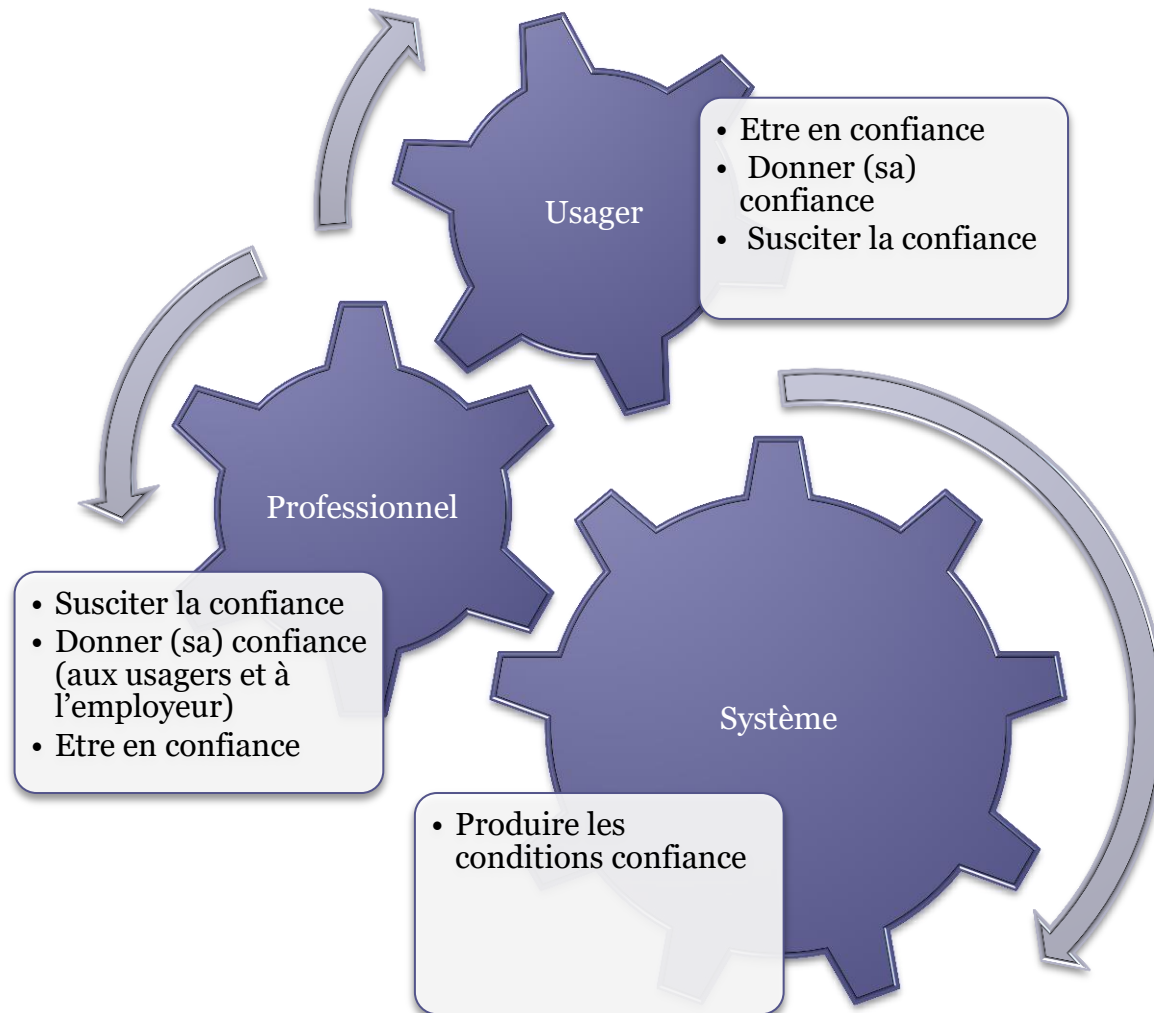 Usager
• Etre en confiance
• Donner (sa)
confiance
• Susciter la confiance
Professionnel
• Susciter la confiance
• Donner (sa) confiance
(aux usagers et à
l’employeur)
• Etre en confiance
Système
• Produire les
conditions confiance